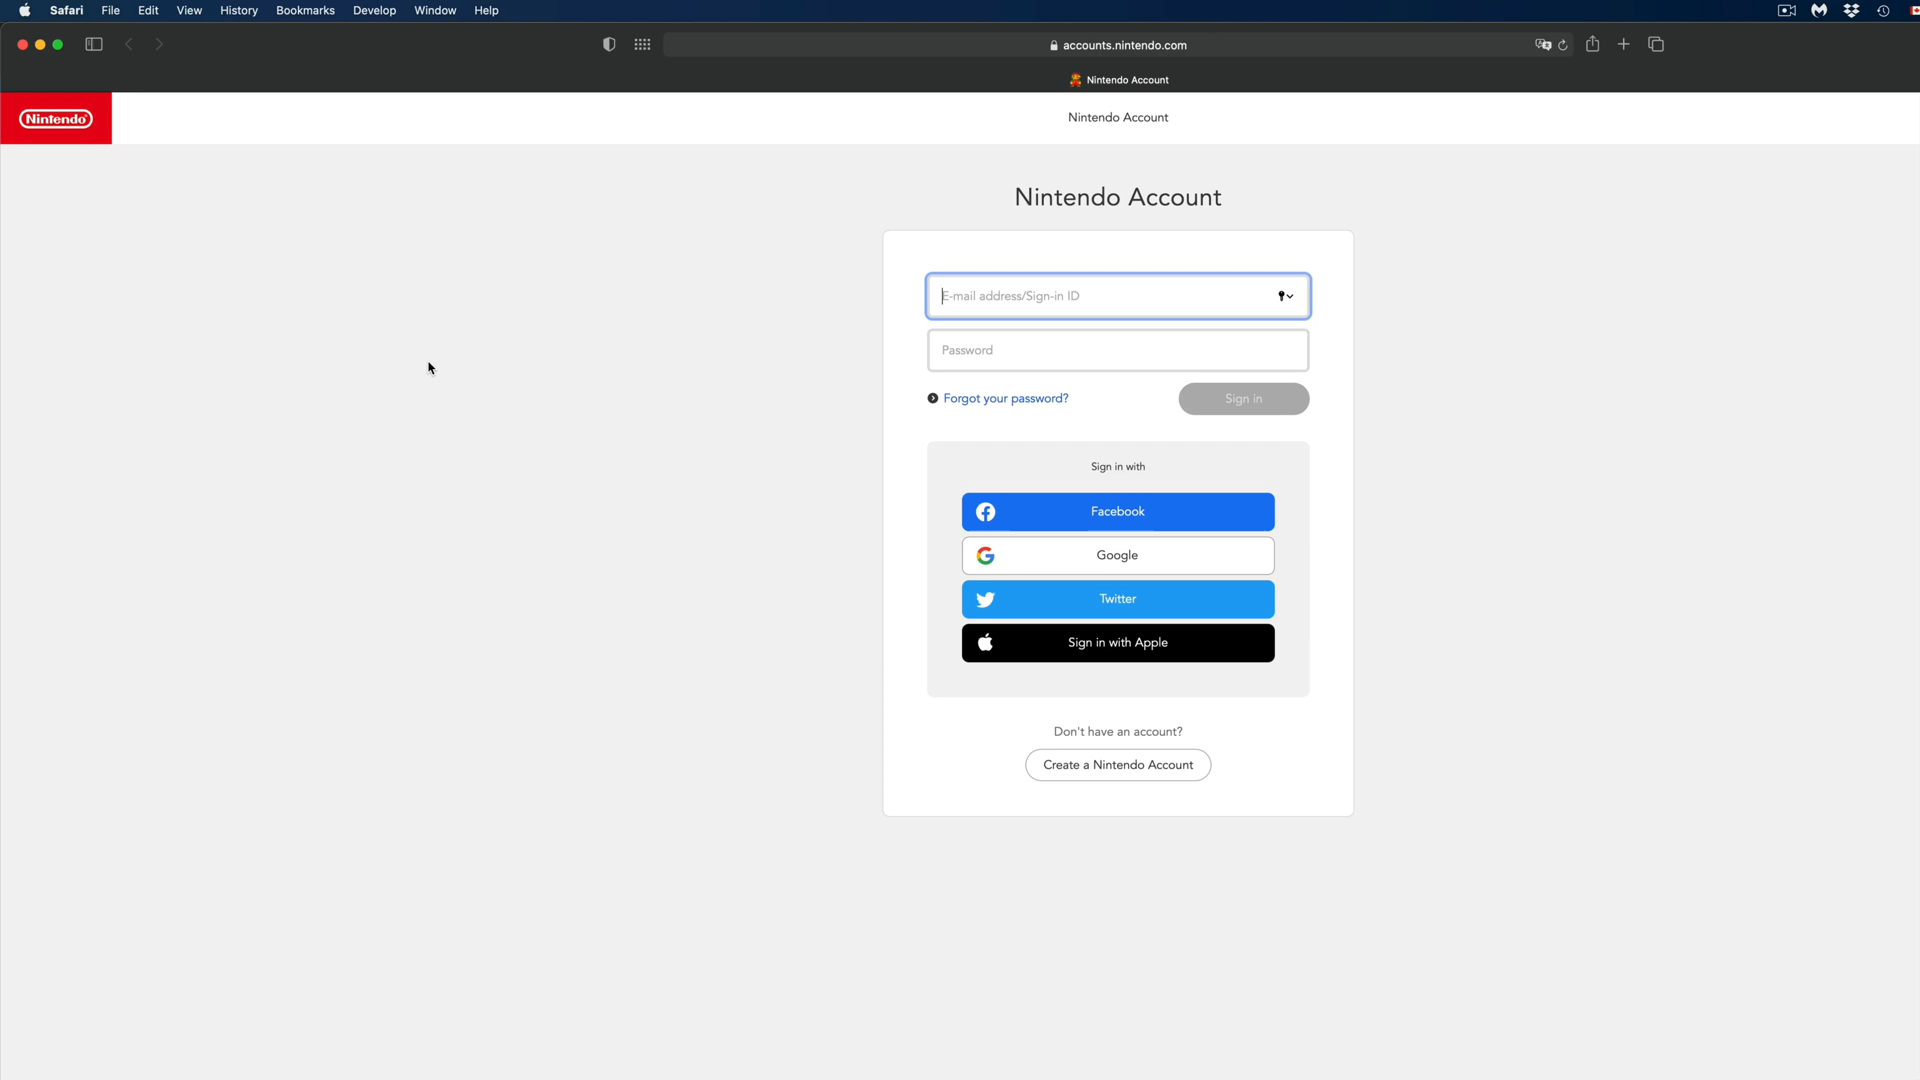 Safari File Edit View History Bookmarks Develop Window Help
accounts.nintendo.com
Nintendo Account
Nintendo
Nintendo Account
Nintendo Account
E-mail address/Sign-in ID
Password
Forgot your password?
Sign in
Sign in with
Facebook
Google
Twitter
Sign in with Apple
Don't have an account?
Create a Nintendo Account